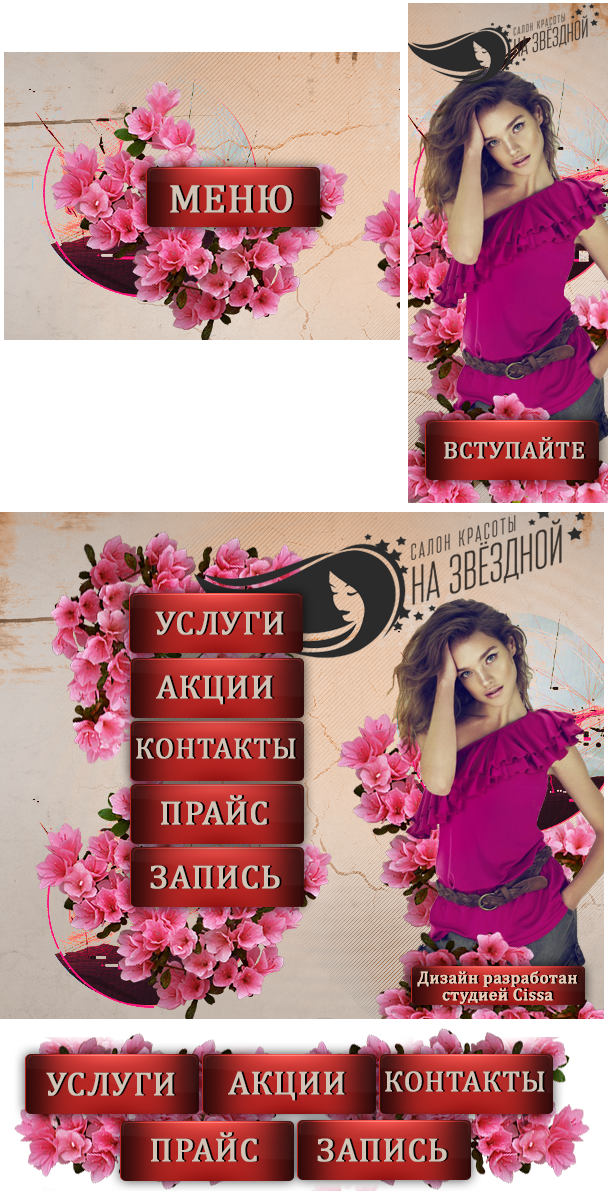 МЕНЮ
САЛОН КРАСОТЫ
НА ЗВЁЗДНОЙ
ВСТУПАЙТЕ
САЛОН КРАСОТЫ
НА ЗВЁЗДНОЙ
УСЛУГИ
АКЦИИ
КОНТАКТЫ
ПРАЙС
ЗАПИСЬ
Дизайн разработан
студией Cissa
УСЛУГИ АКЦИИ КОНТАКТЫ
ПРАЙС ЗАПИСЬ